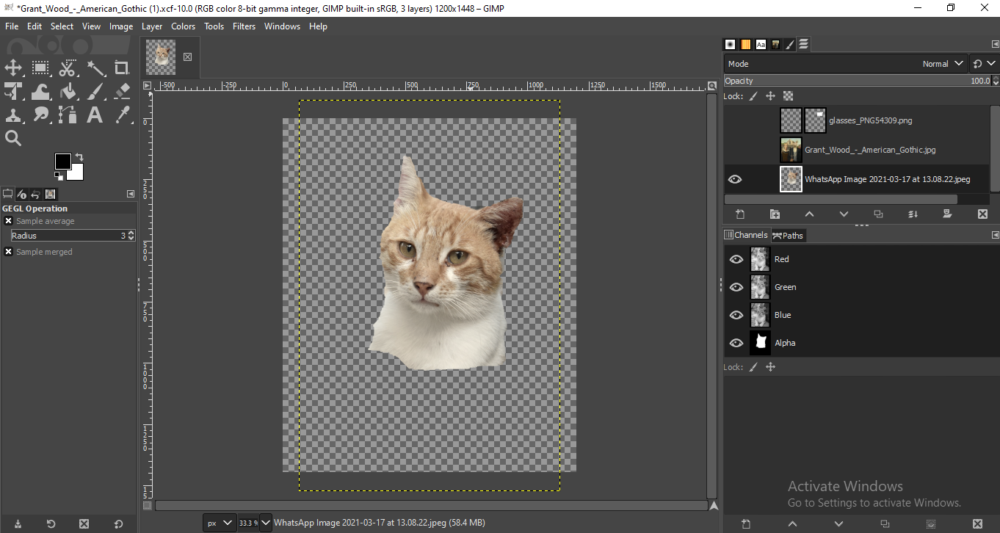 *Grant_Wood_-_American_Gothic (1).xcf-10.0 (RGB color 8-bit gamma integer, GIMP built-in sRGB, 3 layers) 1200x1448 – GIMP
File Edit Select View Image Layer Colors Tools Filters Windows Help
-500 -250 0 250 500 750 1000 1250 1500
0
250
500
750
1000
1250
15
GEGL Operation
Sample average
Radius 3
Sample merged
Aa
Mode Normal
Opacity 100.0
Lock:
glasses_PNG54309.png
Grant_Wood_-_American_Gothic.jpg
WhatsApp Image 2021-03-17 at 13.08.22.jpeg
Channels Paths
Red
Green
Blue
Alpha
Lock:
Activate Windows
Go to Settings to activate Windows.
px 33.3 % WhatsApp Image 2021-03-17 at 13.08.22.jpeg (58.4 MB)